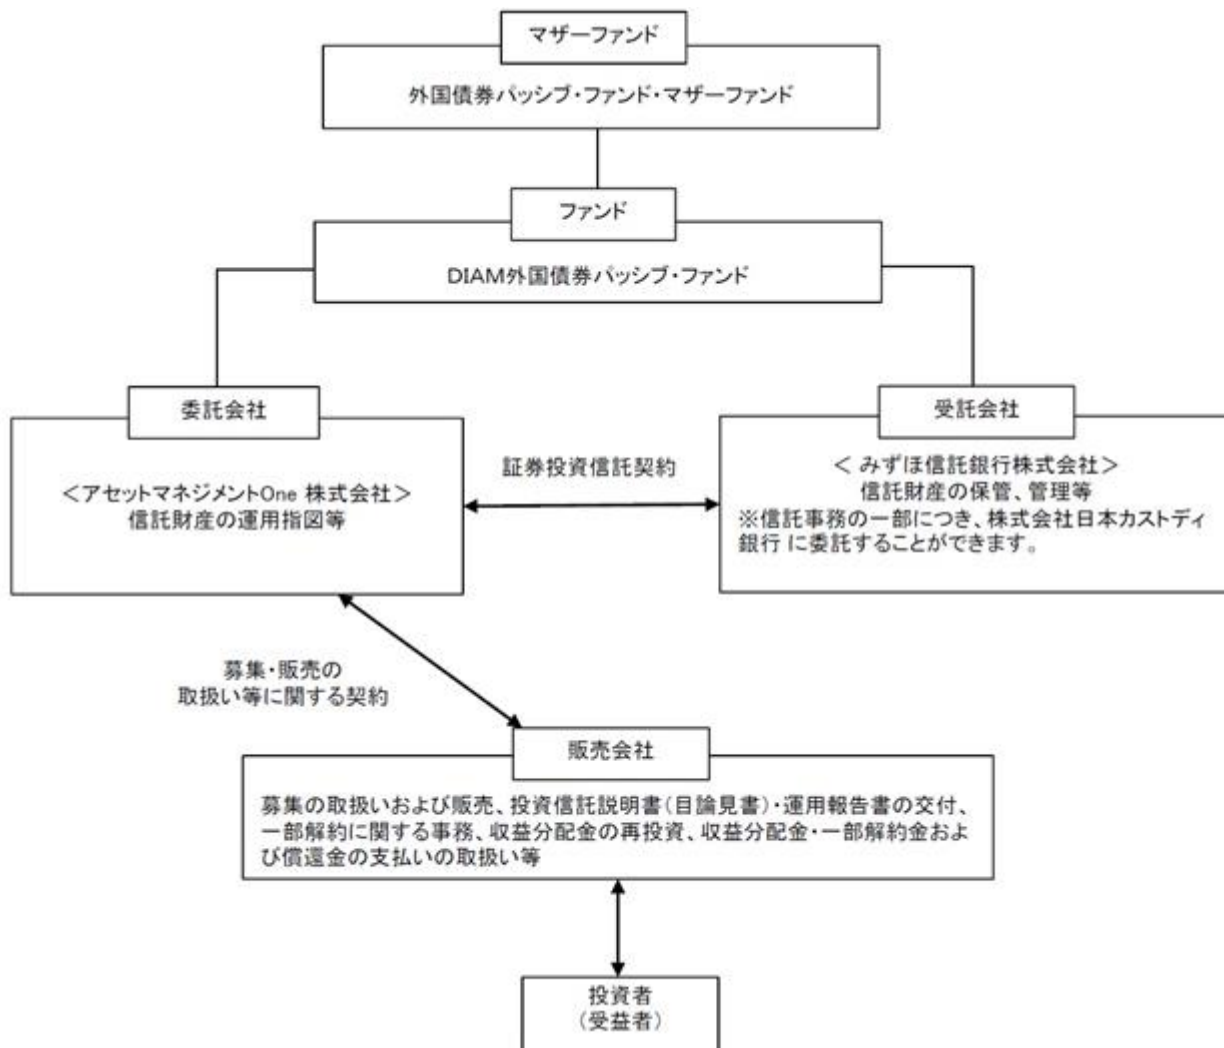 マザーファンド
外国債券パッシブ・ファンド・マザーファンド
ファンド
DIAM外国債券パッシブ・ファンド
委託会社
<アセットマネジメントOne 株式会社>
信託財産の運用指図等
証券投資信託契約
受託会社
< みずほ信託銀行株式会社>
信託財産の保管、管理等
※信託事務の一部につき、株式会社日本カストディ
銀行 に委託することができます。
募集・販売の
取扱い等に関する契約
販売会社
募集の取扱いおよび販売、投資信託説明書(目論見書)・運用報告書の交付、
一部解約に関する事務、収益分配金の再投資、収益分配金・一部解約金およ
び償還金の支払いの取扱い等
投資者
(受益者)